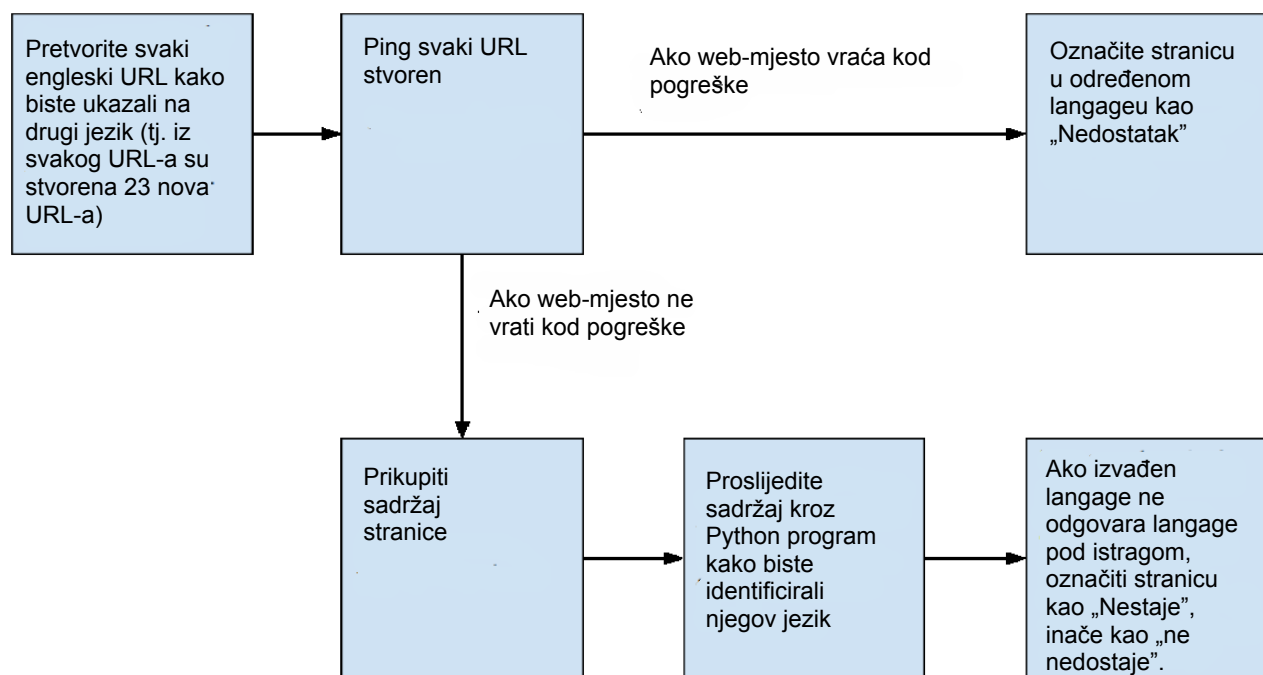 Pretvorite svaki
engleski URL kako
biste ukazali na
drugi jezik (tj. iz
svakog URL-a su
stvorena 23 nova
URL-a)
Ping svaki URL
stvoren
Ako web-mjesto vraća kod
pogreške
Označite stranicu
u određenom
langageu kao
„Nedostatak”
Ako web-mjesto ne
vrati kod pogreške
Prikupiti
sadržaj
stranice
Proslijedite
sadržaj kroz
Python program
kako biste
identificirali
njegov jezik
Ako izvađen
langage ne
odgovara langage
pod istragom,
označiti stranicu
kao „Nestaje”,
inače kao „ne
nedostaje”.